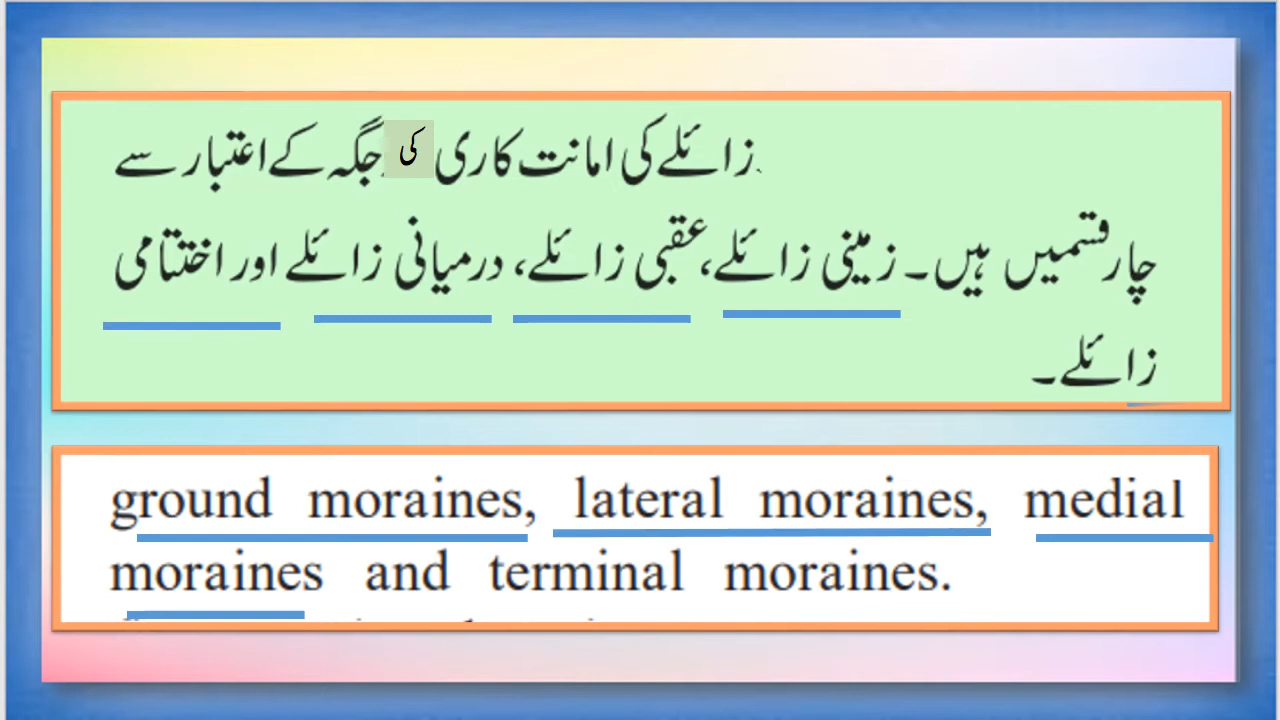 زائلے کی امانت کاری کی جگہ کے اعتبار سے
چار قسمیں ہیں۔ زمینی زائلے، عقبی زائلے، درمیانی زائلے اور اختتامی
زائلے۔
ground moraines, lateral moraines, medial
moraines and terminal moraines.